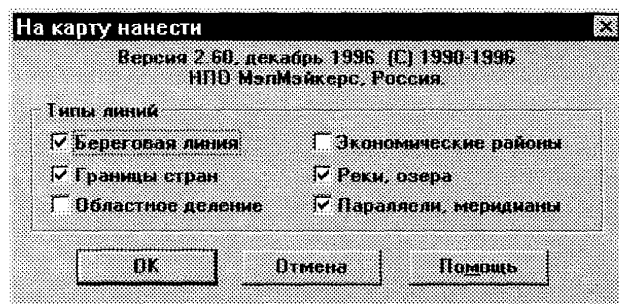 На карту нанести
Версия 2.60, декабрь 1996. (C) 1990-1996
НПО МэпМэйкерс, Россия.
Типы линий
Береговая линия
Экономические районы
Границы стран
Реки, озера
Областное деление
Параллели, меридианы
OK
Отмена
Помощь